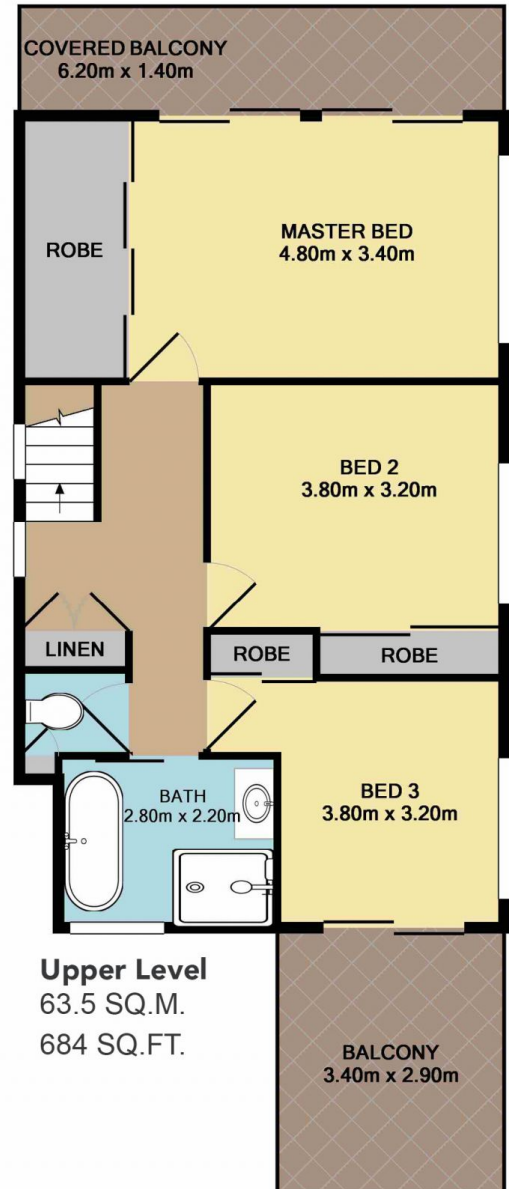 COVERED BALCONY
6.20m x 1.40m
ROBE
MASTER BED
4.80m x 3.40m
BED 2
3.80m x 3.20m
LINEN
ROBE
ROBE
BATH
2.80m x 2.20m
BED 3
3.80m x 3.20m
Upper Level
63.5 SQ.M.
684 SQ.FT.
BALCONY
3.40m x 2.90m